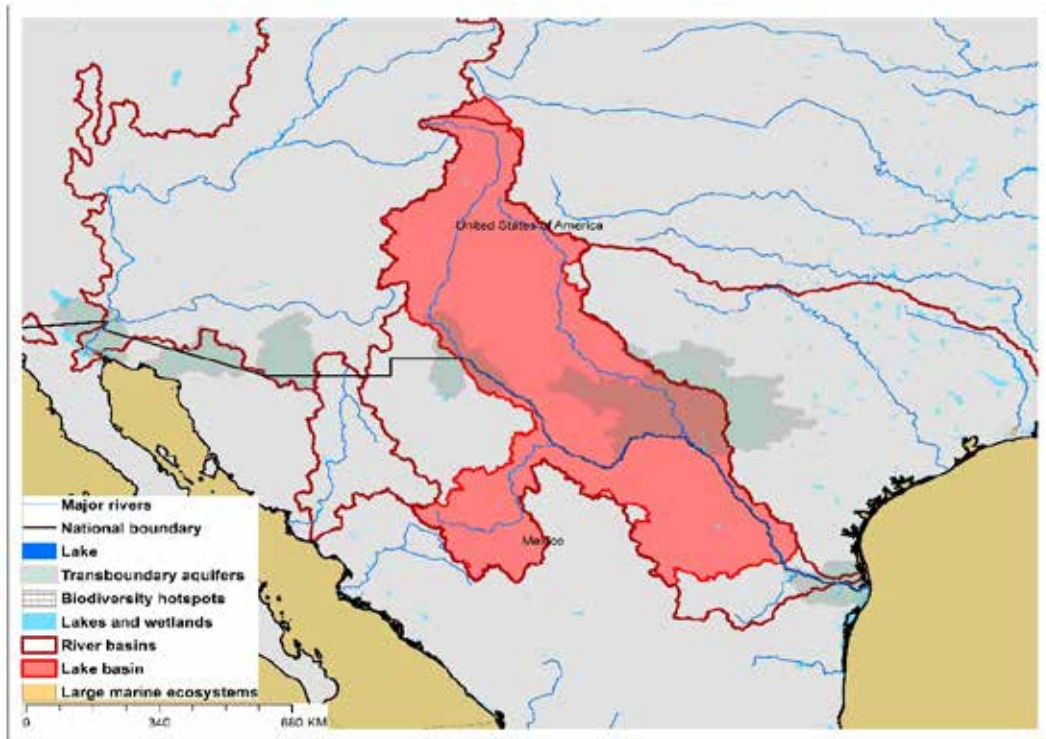 United States of America
Mexico
Major rivers
National boundary
Lake
Transboundary aquifers
Biodiversity hotspots
Lakes and wetlands
River basins
Lake basin
Large marine ecosystems
0 340 680 KM